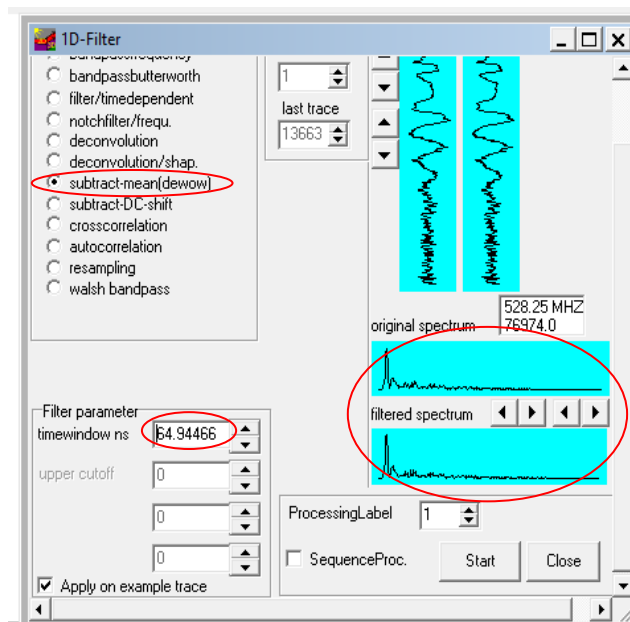 1D-Filter
bandpassfrequency
bandpassbutterworth
filter/timedependent
notchfilter/frequ.
deconvolution
deconvolution/shap.
subtract-mean(dewow)
subtract-DC-shift
crosscorrelation
autocorrelation
resampling
walsh bandpass
1
last trace
13663
528.25 MHZ
original spectrum 76974.0
filtered spectrum
Filter parameter
timewindow ns 64.94466
upper cutoff 0
0
0
Apply on example trace
ProcessingLabel 1
SequenceProc. Start Close